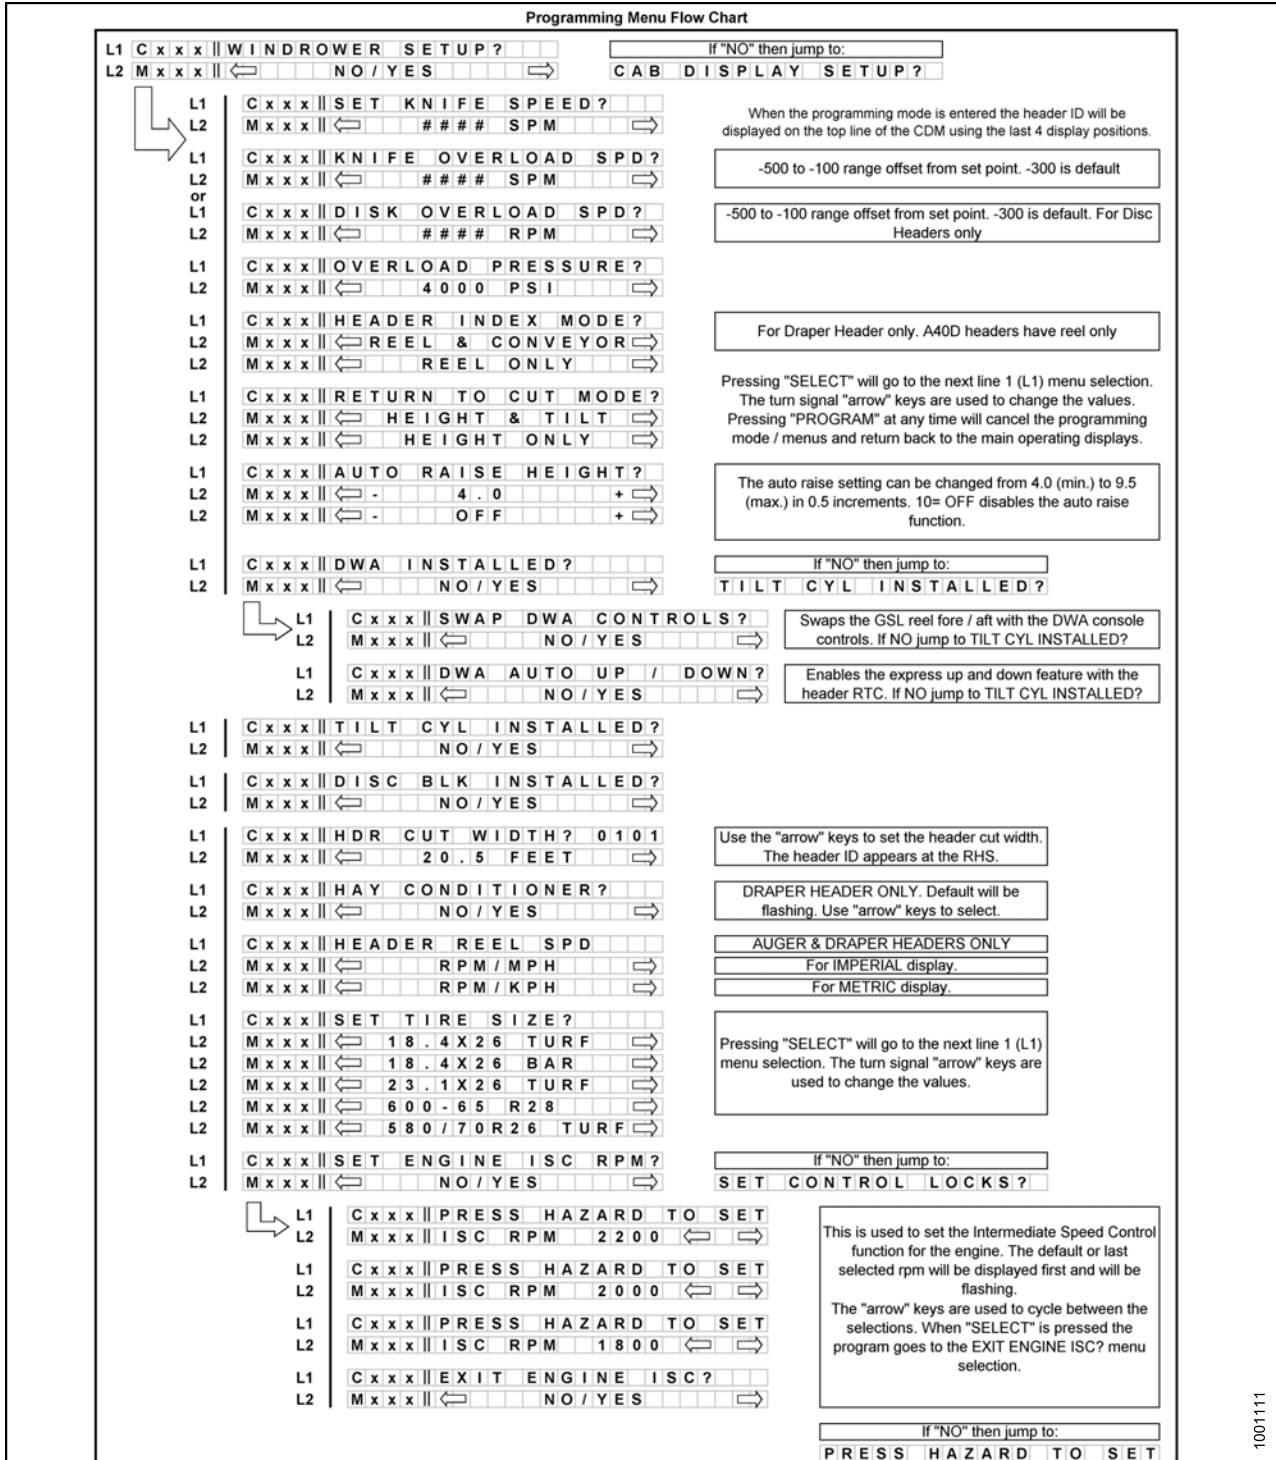 Programming Menu Flow Chart
L1 Cxxx||WINDROWER SETUP? If "NO" then jump to:
L2 Mxxx|| NO/YES CAB DISPLAY SETUP?
L1 Cxxx||SET KNIFE SPEED?
L2 Mxxx|| #### SPM
When the programming mode is entered the header ID will be
displayed on the top line of the CDM using the last 4 display positions.
L1 Cxxx||KNIFE OVERLOAD SPD?
L2 Mxxx|| #### SPM
-500 to -100 range offset from set point. -300 is default
or
L1 Cxxx||DISK OVERLOAD SPD?
L2 Mxxx|| #### RPM
-500 to -100 range offset from set point. -300 is default. For Disc
Headers only
L1 Cxxx||OVERLOAD PRESSURE?
L2 Mxxx|| 4000 PSI
L1 Cxxx||HEADER INDEX MODE?
L2 Mxxx|| REEL & CONVEYOR
L2 Mxxx|| REEL ONLY
For Draper Header only. A40D headers have reel only
L1 Cxxx||RETURN TO CUT MODE?
L2 Mxxx|| HEIGHT & TILT
L2 Mxxx|| HEIGHT ONLY
Pressing "SELECT" will go to the next line 1 (L1) menu selection.
The turn signal "arrow" keys are used to change the values.
Pressing "PROGRAM" at any time will cancel the programming
mode / menus and return back to the main operating displays.
L1 Cxxx||AUTO RAISE HEIGHT?
L2 Mxxx|| - 4.0 +
L2 Mxxx|| - OFF +
The auto raise setting can be changed from 4.0 (min.) to 9.5
(max.) in 0.5 increments. 10= OFF disables the auto raise
function.
L1 Cxxx||DWA INSTALLED? If "NO" then jump to:
L2 Mxxx|| NO/YES TILT CYL INSTALLED?
L1 Cxxx||SWAP DWA CONTROLS?
L2 Mxxx|| NO/YES
Swaps the GSL reel fore / aft with the DWA console
controls. If NO jump to TILT CYL INSTALLED?
L1 Cxxx||DWA AUTO UP / DOWN?
L2 Mxxx|| NO/YES
Enables the express up and down feature with the
header RTC. If NO jump to TILT CYL INSTALLED?
L1 Cxxx||TILT CYL INSTALLED?
L2 Mxxx|| NO/YES
L1 Cxxx||DISC BLK INSTALLED?
L2 Mxxx|| NO/YES
L1 Cxxx||HDR CUT WIDTH? 0101
L2 Mxxx|| 20.5 FEET
Use the "arrow" keys to set the header cut width.
The header ID appears at the RHS.
L1 Cxxx||HAY CONDITIONER?
L2 Mxxx|| NO/YES
DRAPER HEADER ONLY. Default will be
flashing. Use "arrow" keys to select.
L1 Cxxx||HEADER REEL SPD AUGER & DRAPER HEADERS ONLY
L2 Mxxx|| RPM/MPH For IMPERIAL display.
L2 Mxxx|| RPM/KPH For METRIC display.
L1 Cxxx||SET TIRE SIZE?
L2 Mxxx|| 18.4X26 TURF
L2 Mxxx|| 18.4X26 BAR
L2 Mxxx|| 23.1X26 TURF
L2 Mxxx|| 600-65 R28
L2 Mxxx|| 580/70R26 TURF
Pressing "SELECT" will go to the next line 1 (L1)
menu selection. The turn signal "arrow" keys are
used to change the values.
L1 Cxxx||SET ENGINE ISC RPM? If "NO" then jump to:
L2 Mxxx|| NO/YES SET CONTROL LOCKS?
L1 Cxxx||PRESS HAZARD TO SET
L2 Mxxx||ISC RPM 2200
L1 Cxxx||PRESS HAZARD TO SET
L2 Mxxx||ISC RPM 2000
L1 Cxxx||PRESS HAZARD TO SET
L2 Mxxx||ISC RPM 1800
L1 Cxxx||EXIT ENGINE ISC?
L2 Mxxx|| NO/YES
This is used to set the Intermediate Speed Control
function for the engine. The default or last
selected rpm will be displayed first and will be
flashing.
The "arrow" keys are used to cycle between the
selections. When "SELECT" is pressed the
program goes to the EXIT ENGINE ISC? menu
selection.
If "NO" then jump to:
PRESS HAZARD TO SET
1001111